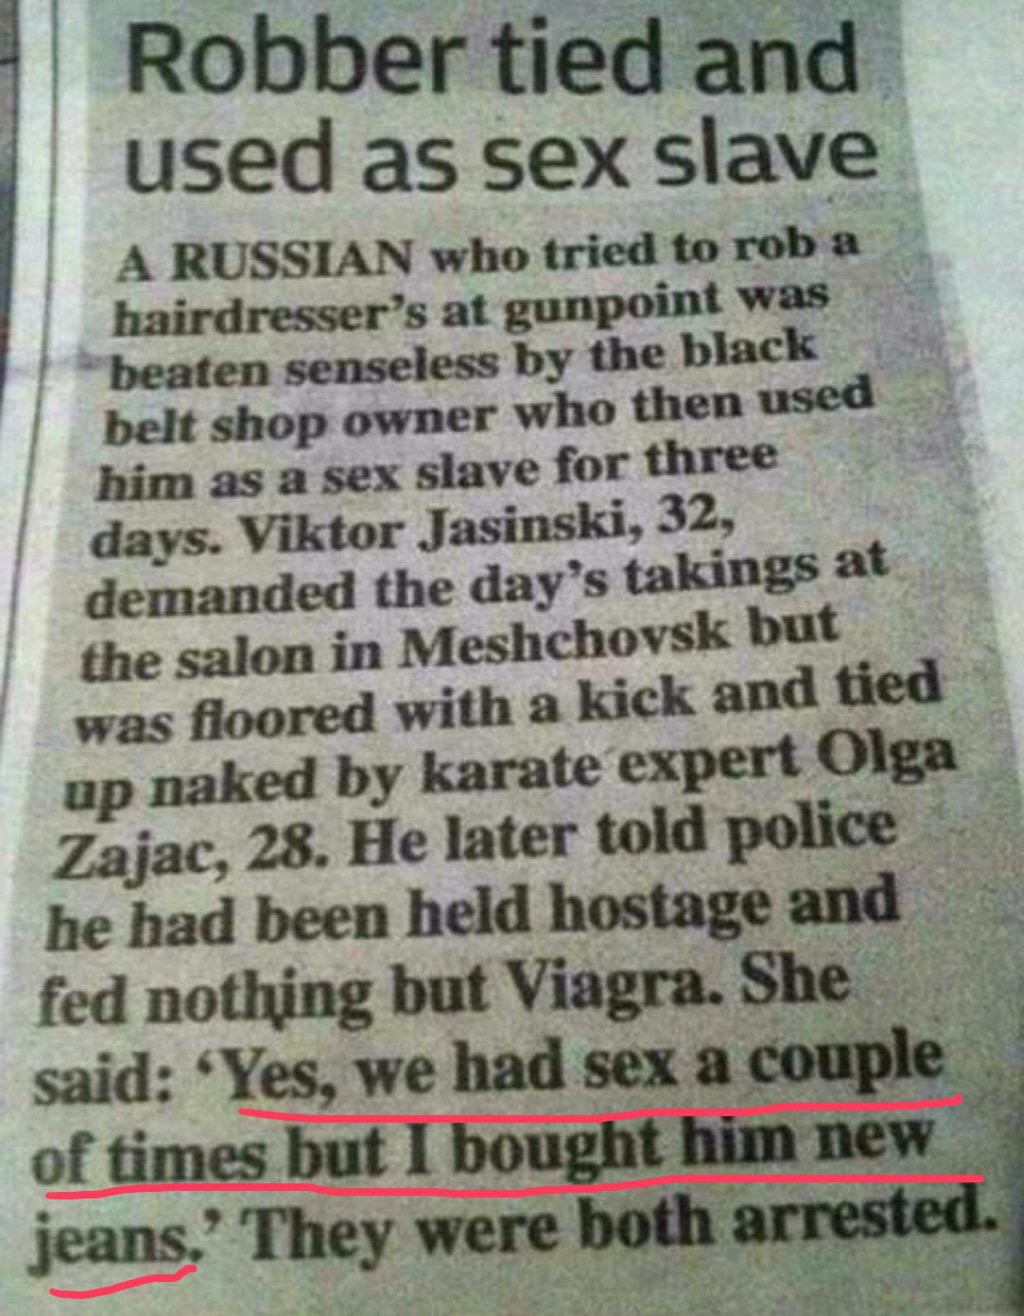 Robber tied and
used as sex slave
A RUSSIAN who tried to rob a
hairdresser's at gunpoint was
beaten senseless by the black
belt shop owner who then used
him as a sex slave for three
days. Viktor Jasinski, 32,
demanded the day's takings at
the salon in Meshchovsk but
was floored with a kick and tied
up naked by karate expert Olga
Zajac, 28. He later told police
he had been held hostage and
fed nothing but Viagra. She
said: ‘Yes, we had sex a couple
of times but I bought him new
jeans.’ They were both arrested.